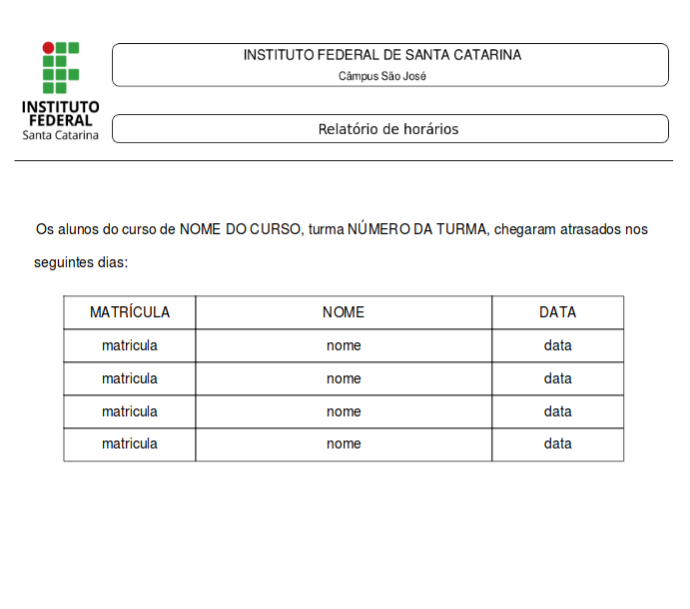 INSTITUTO FEDERAL DE SANTA CATARINA
Câmpus São José
INSTITUTO
FEDERAL
Santa Catarina
Relatório de horários
Os alunos do curso de NOME DO CURSO, turma NÚMERO DA TURMA, chegaram atrasados nos
seguintes dias:
MATRÍCULA NOME DATA
matricula nome data
matricula nome data
matricula nome data
matricula nome data